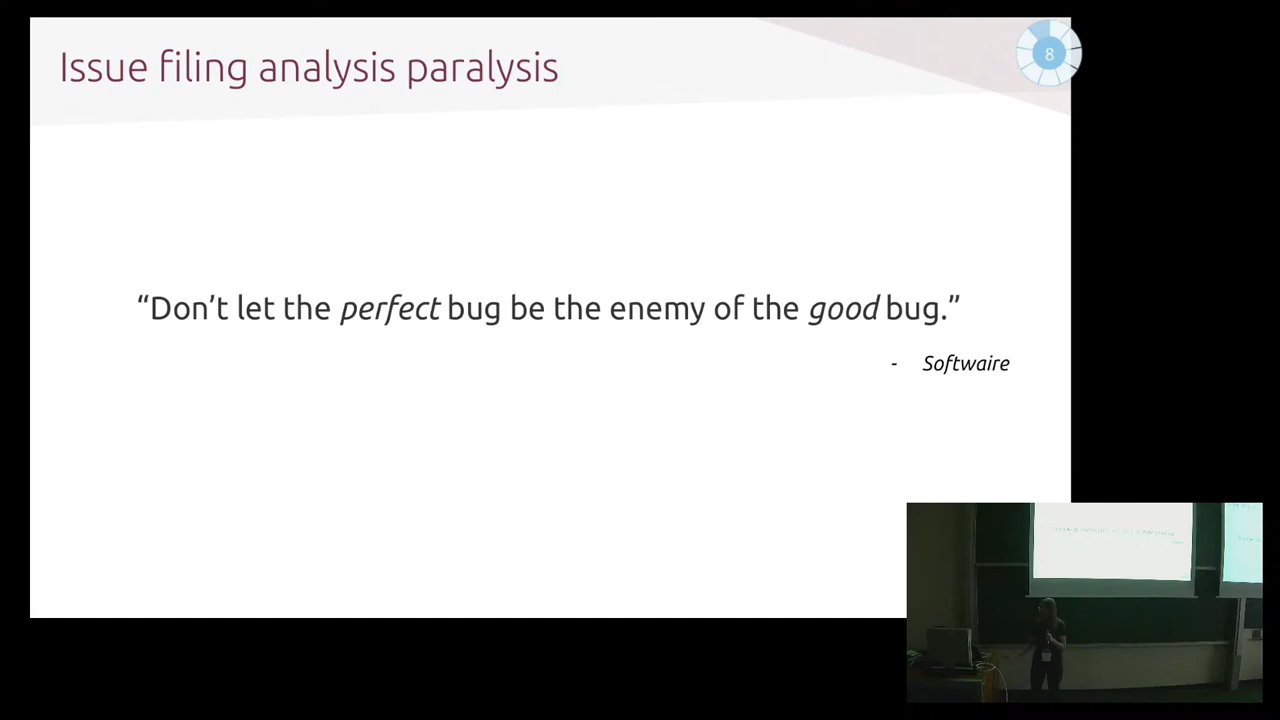 Issue filing analysis paralysis
8
“Don’t let the perfect bug be the enemy of the good bug.”
- Softwaire